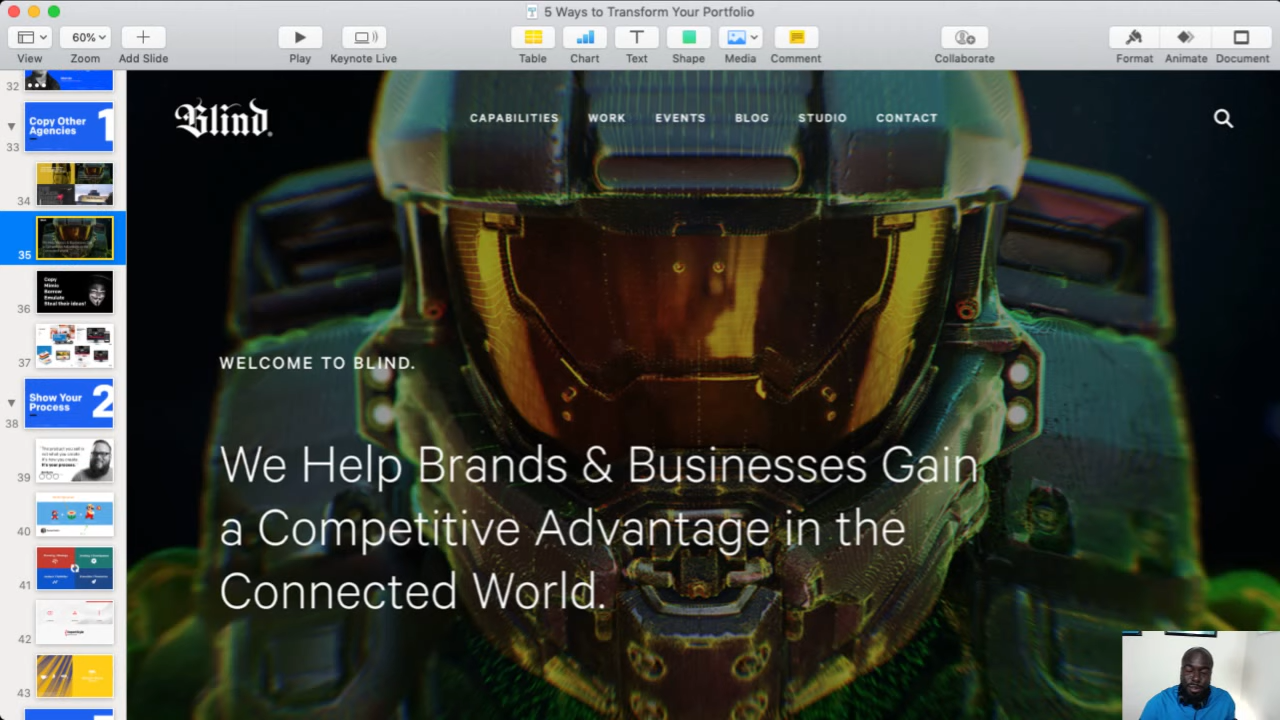 5 Ways to Transform Your Portfolio
60%
View
Zoom
Add Slide
Play
Keynote Live
Table
Chart
Text
Shape
Media
Comment
Collaborate
Format
Animate
Document
32
Copy Other
Agencies
1
33
34
35
Copy
Mimic
Borrow
Emulate
Steal their ideas!
36
37
Show Your
Process
2
38
39
40
41
42
43
Blind
CAPABILITIES
WORK
EVENTS
BLOG
STUDIO
CONTACT
WELCOME TO BLIND.
We Help Brands & Businesses Gain
a Competitive Advantage in the
Connected World.